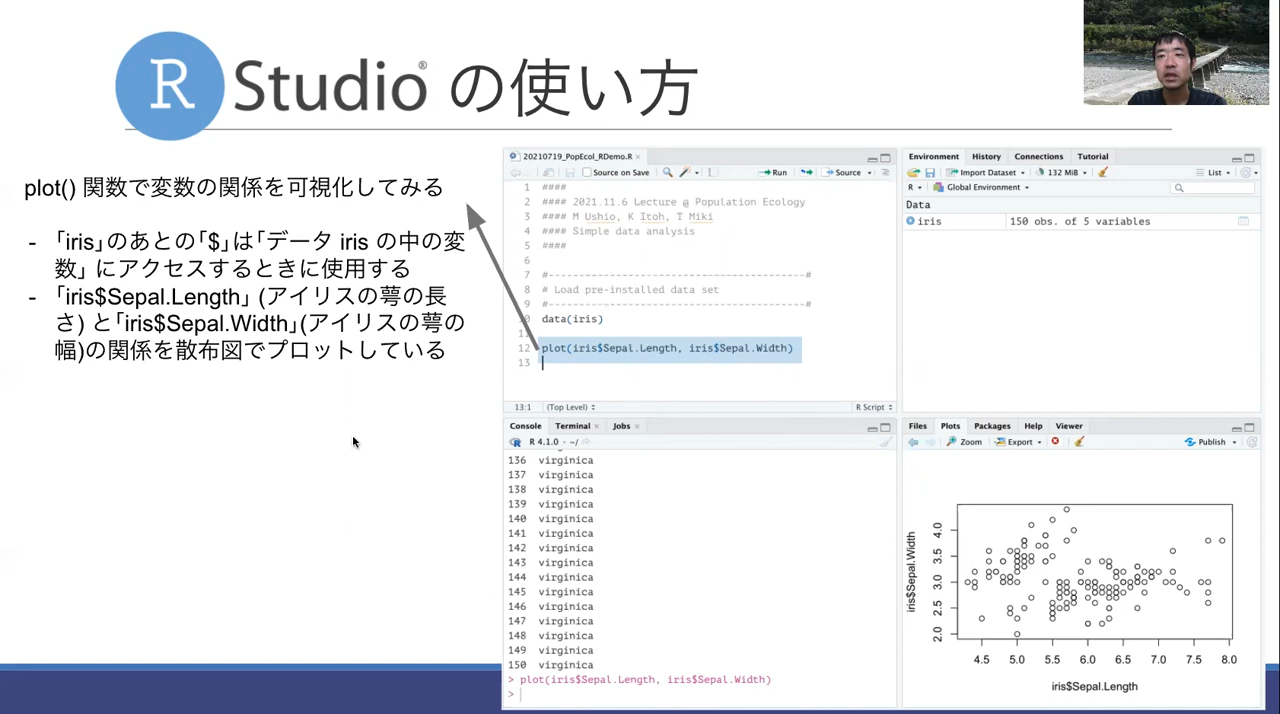 R Studio® の使い方
plot() 関数で変数の関係を可視化してみる
- 「iris」のあとの「$」は「データ iris の中の変
数」 にアクセスするときに使用する
- 「iris$Sepal.Length」 (アイリスの萼の長
さ) と「iris$Sepal.Width」(アイリスの萼の
幅)の関係を散布図でプロットしている
20210719_PopEcol_RDemo.R
Source on Save Run Source
1 ####
2 #### 2021.11.6 Lecture @ Population Ecology
3 #### M Ushio, K Itoh, T Miki
4 #### Simple data analysis
5 ####
6
7 #----------------------------------------#
8 # Load pre-installed data set
9 #----------------------------------------#
10 data(iris)
11
12 plot(iris$Sepal.Length, iris$Sepal.Width)
13
13:1 (Top Level) R Script
Environment History Connections Tutorial
Import Dataset 132 MiB List
R Global Environment
Data
iris 150 obs. of 5 variables
Console Terminal Jobs
R 4.1.0 · ~/
136 virginica
137 virginica
138 virginica
139 virginica
140 virginica
141 virginica
142 virginica
143 virginica
144 virginica
145 virginica
146 virginica
147 virginica
148 virginica
149 virginica
150 virginica
> plot(iris$Sepal.Length, iris$Sepal.Width)
>
Files Plots Packages Help Viewer
Zoom Export Publish
iris$Sepal.Width
4.0
3.5
3.0
2.5
2.0
4.5 5.0 5.5 6.0 6.5 7.0 7.5 8.0
iris$Sepal.Length